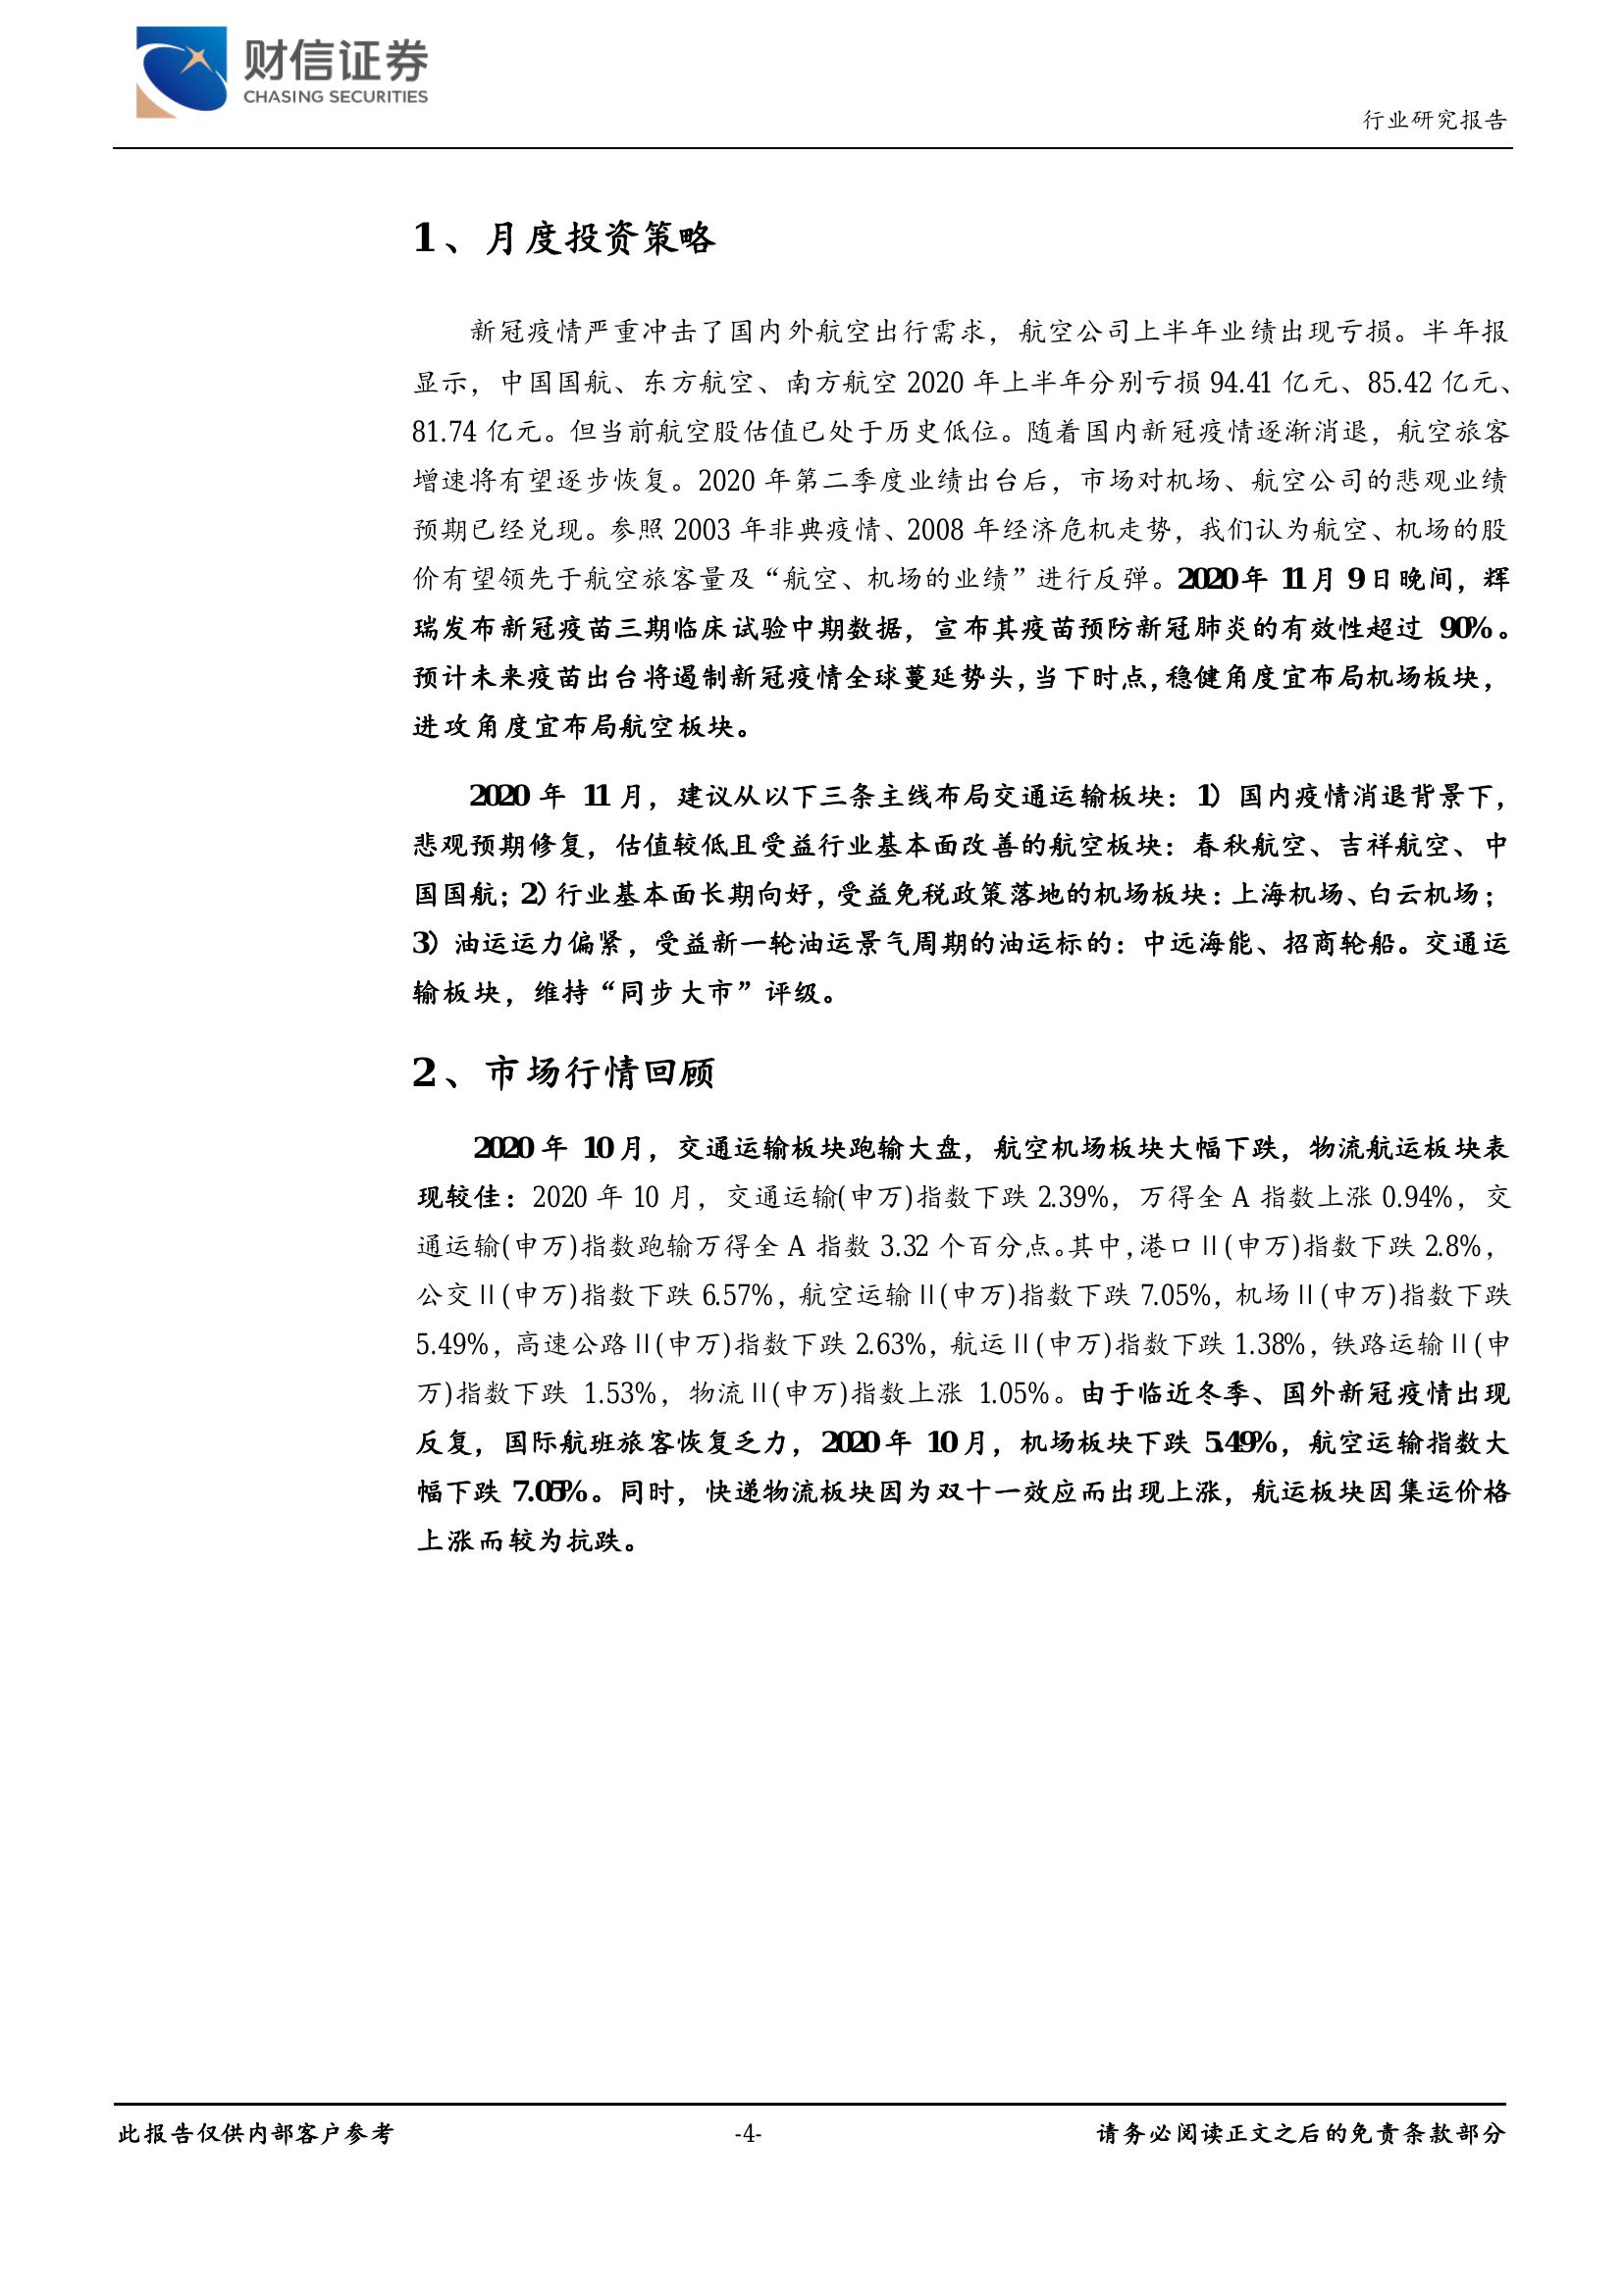 财信证券
CHASING SECURITIES
行业研究报告
1、月度投资策略
新冠疫情严重冲击了国内外航空出行需求，航空公司上半年业绩出现亏损。半年报
显示，中国国航、东方航空、南方航空 2020 年上半年分别亏损 94.41 亿元、85.42 亿元、
81.74 亿元。但当前航空股估值已处于历史低位。随着国内新冠疫情逐渐消退，航空旅客
增速将有望逐步恢复。2020 年第二季度业绩出台后，市场对机场、航空公司的悲观业绩
预期已经兑现。参照 2003 年非典疫情、2008 年经济危机走势，我们认为航空、机场的股
价有望领先于航空旅客量及“航空、机场的业绩”进行反弹。2020 年 11 月 9 日晚间，辉
瑞发布新冠疫苗三期临床试验中期数据，宣布其疫苗预防新冠肺炎的有效性超过 90%。
预计未来疫苗出台将遏制新冠疫情全球蔓延势头，当下时点，稳健角度宜布局机场板块，
进攻角度宜布局航空板块。
2020 年 11 月，建议从以下三条主线布局交通运输板块：1）国内疫情消退背景下，
悲观预期修复，估值较低且受益行业基本面改善的航空板块：春秋航空、吉祥航空、中
国国航；2）行业基本面长期向好，受益免税政策落地的机场板块：上海机场、白云机场；
3）油运运力偏紧，受益新一轮油运景气周期的油运标的：中远海能、招商轮船。交通运
输板块，维持“同步大市”评级。
2、市场行情回顾
2020 年 10 月，交通运输板块跑输大盘，航空机场板块大幅下跌，物流航运板块表
现较佳：2020 年 10 月，交通运输(申万)指数下跌 2.39%，万得全 A 指数上涨 0.94%，交
通运输(申万)指数跑输万得全 A 指数 3.32 个百分点。其中，港口Ⅱ(申万)指数下跌 2.8%，
公交Ⅱ(申万)指数下跌 6.57%，航空运输Ⅱ(申万)指数下跌 7.05%，机场Ⅱ(申万)指数下跌
5.49%，高速公路Ⅱ(申万)指数下跌 2.63%，航运Ⅱ(申万)指数下跌 1.38%，铁路运输Ⅱ(申
万)指数下跌 1.53%，物流Ⅱ(申万)指数上涨 1.05%。由于临近冬季、国外新冠疫情出现
反复，国际航班旅客恢复乏力，2020 年 10 月，机场板块下跌 5.49%，航空运输指数大
幅下跌 7.05%。同时，快递物流板块因为双十一效应而出现上涨，航运板块因集运价格
上涨而较为抗跌。
此报告仅供内部客户参考
-4-
请务必阅读正文之后的免责条款部分